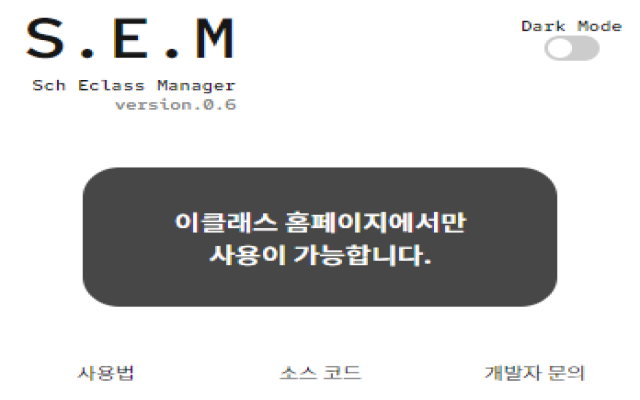 S.E.M
Dark Mode
Sch Eclass Manager
version.0.6
이클래스 홈페이지에서만
사용이 가능합니다.
사용법
소스 코드
개발자 문의